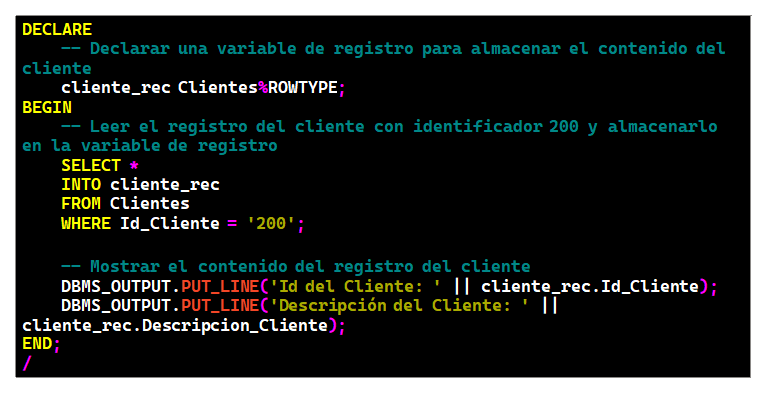 DECLARE
-- Declarar una variable de registro para almacenar el contenido del
cliente
cliente_rec Clientes%ROWTYPE;
BEGIN
-- Leer el registro del cliente con identificador 200 y almacenarlo
en la variable de registro
SELECT *
INTO cliente_rec
FROM Clientes
WHERE Id_Cliente = '200';
-- Mostrar el contenido del registro del cliente
DBMS_OUTPUT.PUT_LINE('Id del Cliente: ' || cliente_rec.Id_Cliente);
DBMS_OUTPUT.PUT_LINE('Descripción del Cliente: ' ||
cliente_rec.Descripcion_Cliente);
END;
/